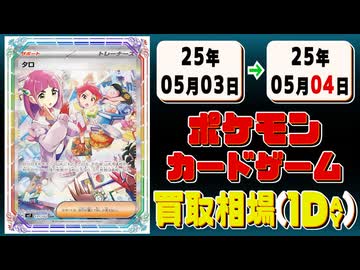 サポート
トレーナーズ
タロ
25年
05月03日
25年
05月04日
ポケモン
カードゲーム
買取相場(1D)